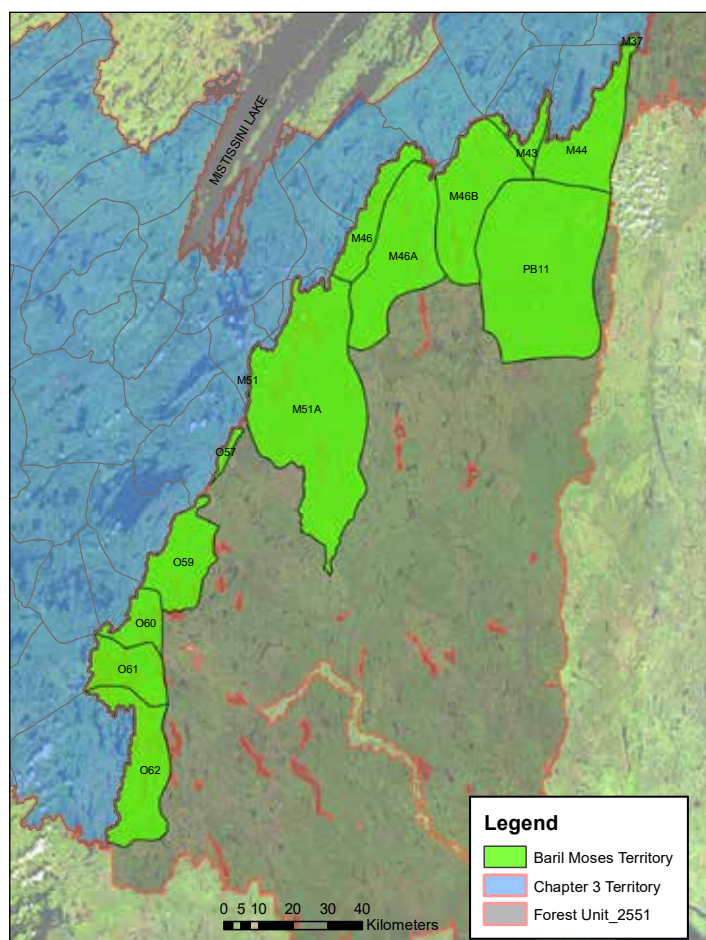 M37
MISTISSINI LAKE
M43
M44
M46B
M46
M46A
PB11
M51
M51A
O57
O59
O60
O61
O62
Legend
Baril Moses Territory
Chapter 3 Territory
Forest Unit_2551
0 5 10 20 30 40
Kilometers